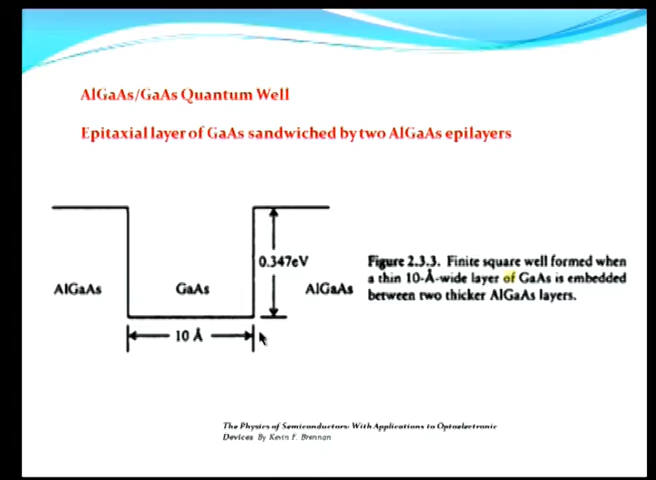 AlGaAs/GaAs Quantum Well
Epitaxial layer of GaAs sandwiched by two AlGaAs epilayers
0.347eV
AlGaAs
GaAs
AlGaAs
10 Å
Figure 2.3.3. Finite square well formed when
a thin 10-Å-wide layer of GaAs is embedded
between two thicker AlGaAs layers.
The Physics of Semiconductors: With Applications to Optoelectronic
Devices By Kevin F. Brennan